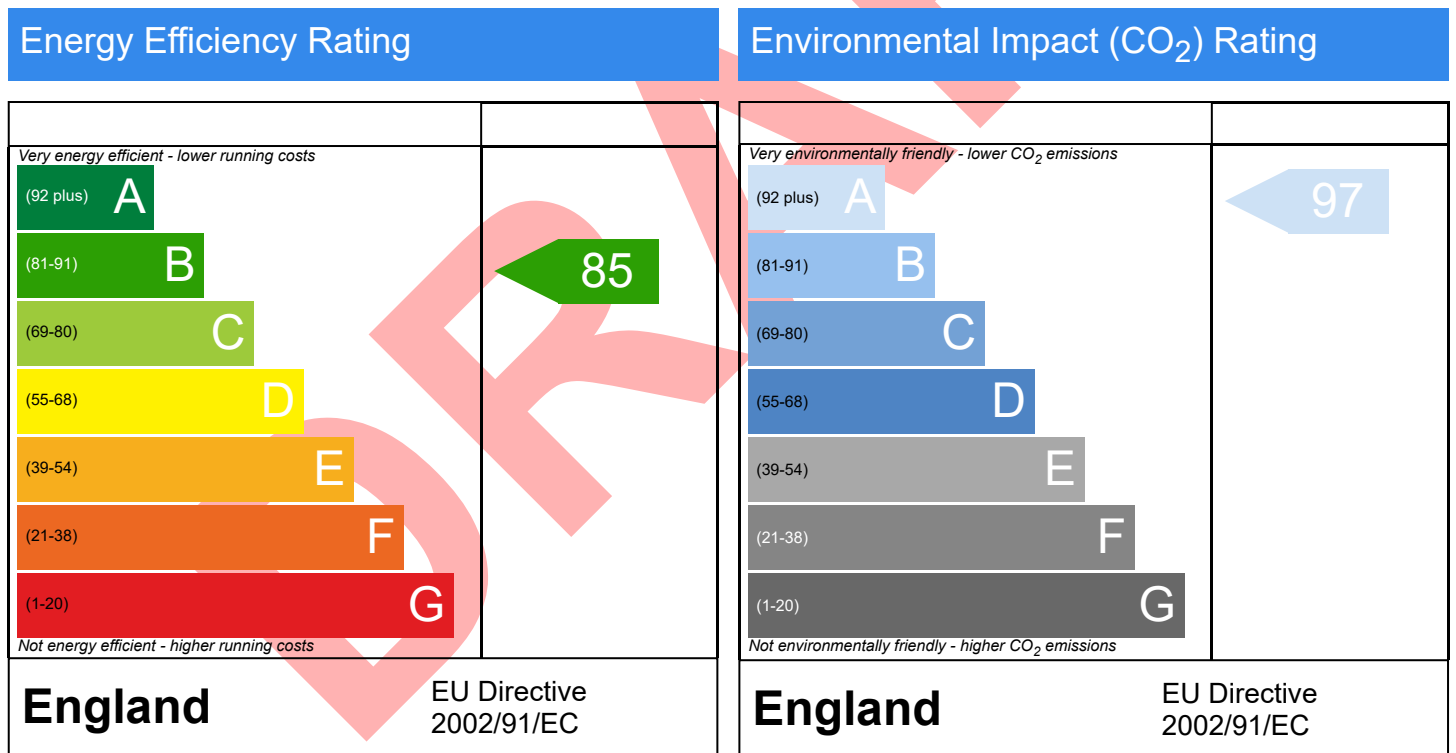 Energy Efficiency Rating
Very energy efficient - lower running costs
(92 plus) A
(81-91) B
85
(69-80) C
(55-68) D
(39-54) E
(21-38) F
(1-20) G
Not energy efficient - higher running costs
England
EU Directive
2002/91/EC
Environmental Impact (CO2) Rating
Very environmentally friendly - lower CO2 emissions
(92 plus) A
97
(81-91) B
(69-80) C
(55-68) D
(39-54) E
(21-38) F
(1-20) G
Not environmentally friendly - higher CO2 emissions
England
EU Directive
2002/91/EC